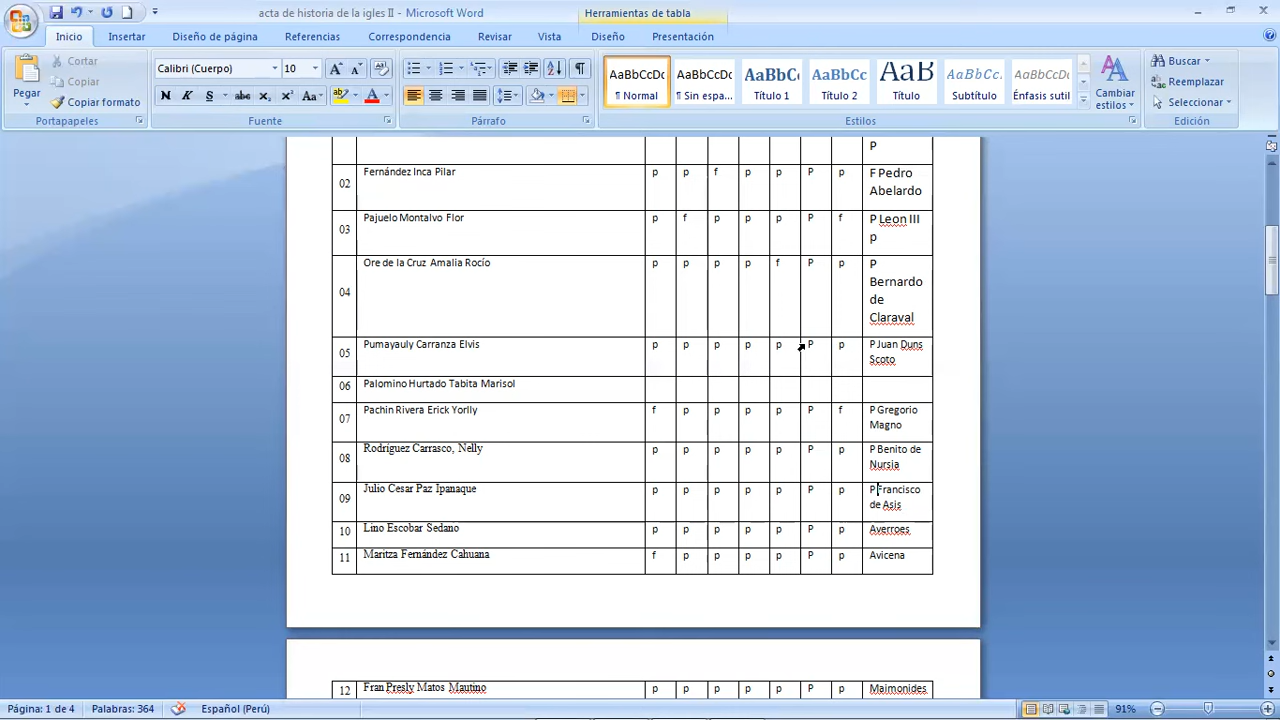 acta de historia de la igles II - Microsoft Word
Herramientas de tabla
Inicio Insertar Diseño de página Referencias Correspondencia Revisar Vista Diseño Presentación
Pegar
Cortar
Copiar
Copiar formato
Portapapeles
Calibri (Cuerpo) 10
N K S abc x₂ x² Aa
Fuente
Párrafo
AaBbCcDc AaBbCcDc AaBbC AaBbCc AaB AaBbCc. AaBbCcDc
¶ Normal ¶ Sin espa... Título 1 Título 2 Título Subtítulo Énfasis sutil
Cambiar estilos
Estilos
Buscar
Reemplazar
Seleccionar
Edición
P
02 Fernández Inca Pilar p p f p p P p F Pedro
Abelardo
03 Pajuelo Montalvo Flor p f p p p P f P Leon III
p
04 Ore de la Cruz Amalia Rocío p p p p f P p P
Bernardo
de
Claraval
05 Pumayauly Carranza Elvis p p p p p P p P Juan Duns
Scoto
06 Palomino Hurtado Tabita Marisol
07 Pachin Rivera Erick Yorlly f p p p p P f P Gregorio
Magno
08 Rodríguez Carrasco, Nelly p p p p p P p P Benito de
Nursia
09 Julio Cesar Paz Ipanaque p p p p p P p P Francisco
de Asis
10 Lino Escobar Sedano p p p p p P p Averroes
11 Maritza Fernández Cahuana f p p p p P p Avicena
12 Fran Presly Matos Mautino p p p p p P p Maimonides
Página: 1 de 4 Palabras: 364 Español (Perú) 91%